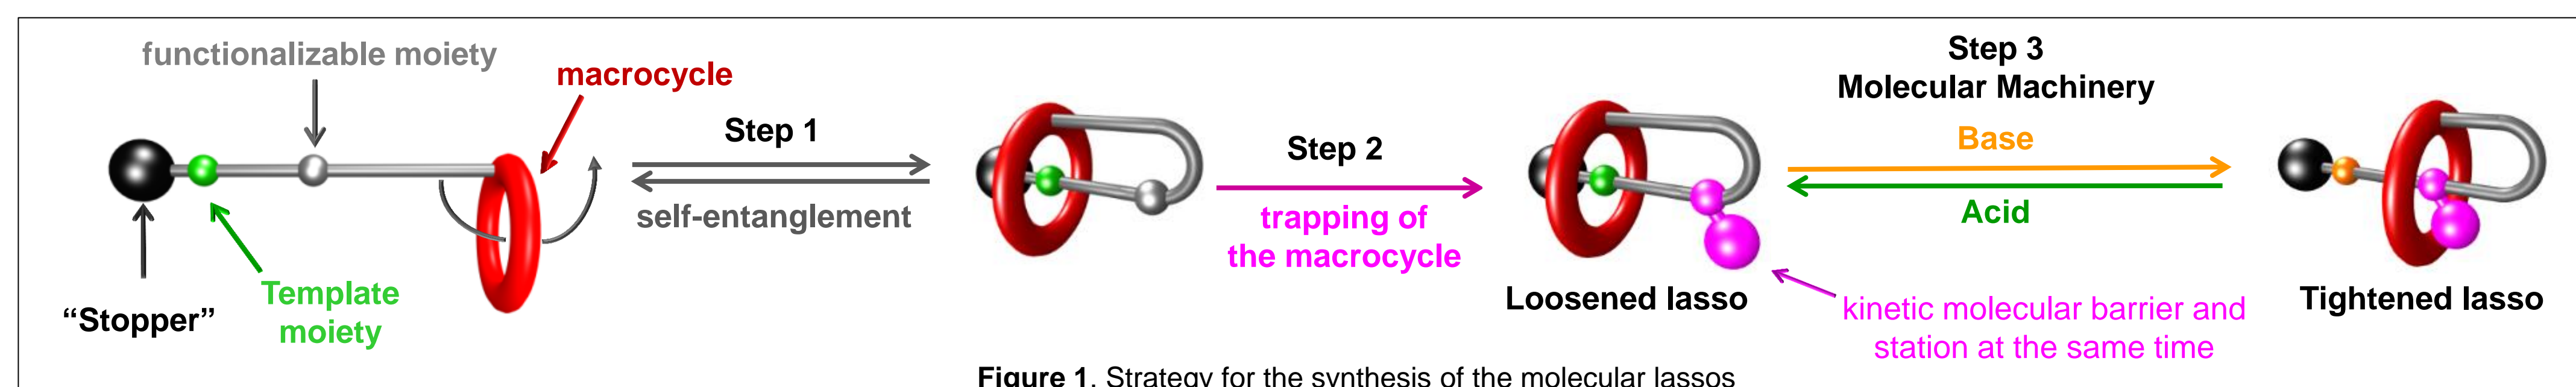 functionalizable moiety
macrocycle
“Stopper”
Template
moiety
Step 1
self-entanglement
Step 2
trapping of
the macrocycle
Loosened lasso
Step 3
Molecular Machinery
Base
Acid
kinetic molecular barrier and
station at the same time
Tightened lasso
Figure 1. Strategy for the synthesis of the molecular lassos